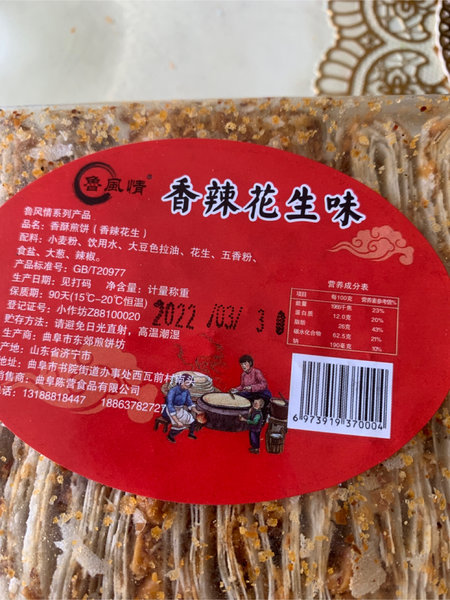 魯風情
香辣花生味
鲁风情系列产品
品名：香酥煎饼（香辣花生）
配料：小麦粉、饮用水、大豆色拉油、花生、五香粉、
食盐、大葱、辣椒。
产品标准号：GB/T20977
生产日期：见打码 净含量：计量称重
保质期：90天（15℃-20℃恒温）
登记证号：小作坊Z88100020
贮存方法：请避免日光直射，高温潮湿
生产商：曲阜市东郊煎饼坊
产地：山东省济宁市
地址：曲阜市书院街道办事处西瓦前村
销售商：曲阜陈营食品有限公司
电话：13188818447 18863782727
2022/03/
营养成分表
项目 每100克 营养素参考值%
能量 23%
蛋白质 12.0克 20%
脂肪 26克 43%
碳水化合物 62.5克 21%
钠 190毫克 10%
6 973919 370004